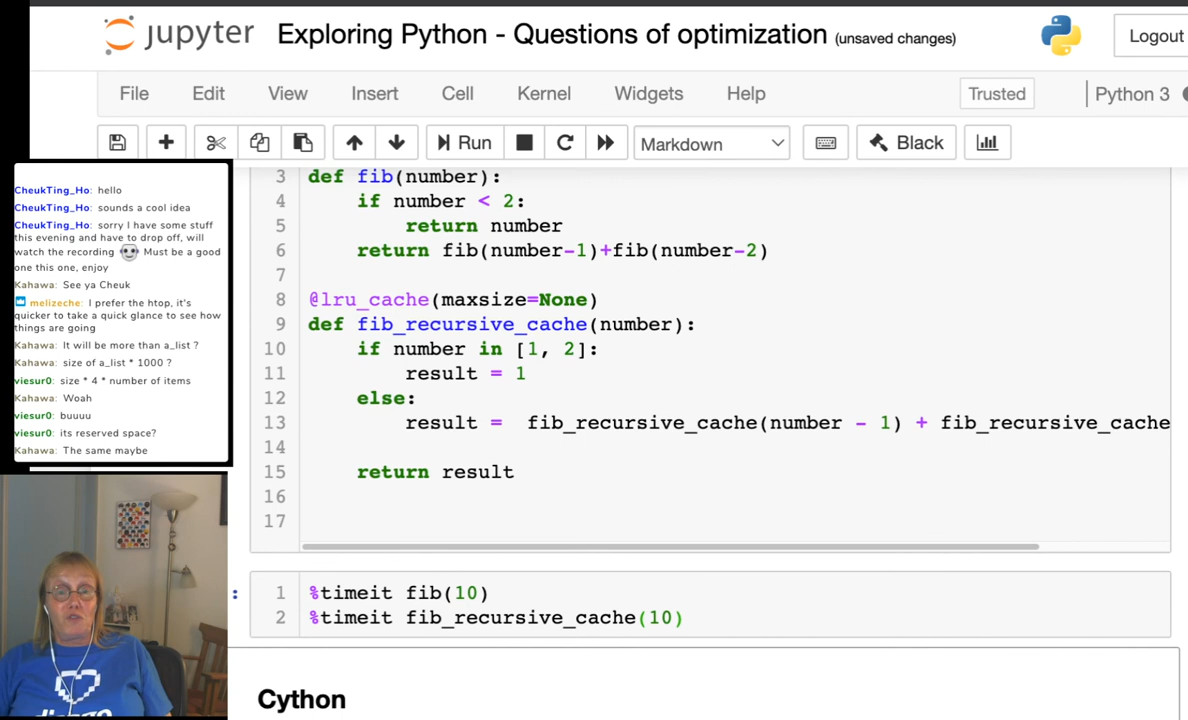 jupyter Exploring Python - Questions of optimization (unsaved changes) Logout
File Edit View Insert Cell Kernel Widgets Help Trusted Python 3
Run Markdown Black
CheukTing_Ho: hello
CheukTing_Ho: sounds a cool idea
CheukTing_Ho: sorry I have some stuff
this evening and have to drop off, will
watch the recording Must be a good
one this one, enjoy
Kahawa: See ya Cheuk
melizeche: I prefer the htop, it's
quicker to take a quick glance to see how
things are going
Kahawa: It will be more than a_list ?
Kahawa: size of a_list * 1000 ?
viesur0: size * 4 * number of items
Kahawa: Woah
viesur0: buuuu
viesur0: its reserved space?
Kahawa: The same maybe
3 def fib(number):
4 if number < 2:
5 return number
6 return fib(number-1)+fib(number-2)
7
8 @lru_cache(maxsize=None)
9 def fib_recursive_cache(number):
10 if number in [1, 2]:
11 result = 1
12 else:
13 result =  fib_recursive_cache(number - 1) + fib_recursive_cache
14
15 return result
16
17
: 1 %timeit fib(10)
2 %timeit fib_recursive_cache(10)
Cython